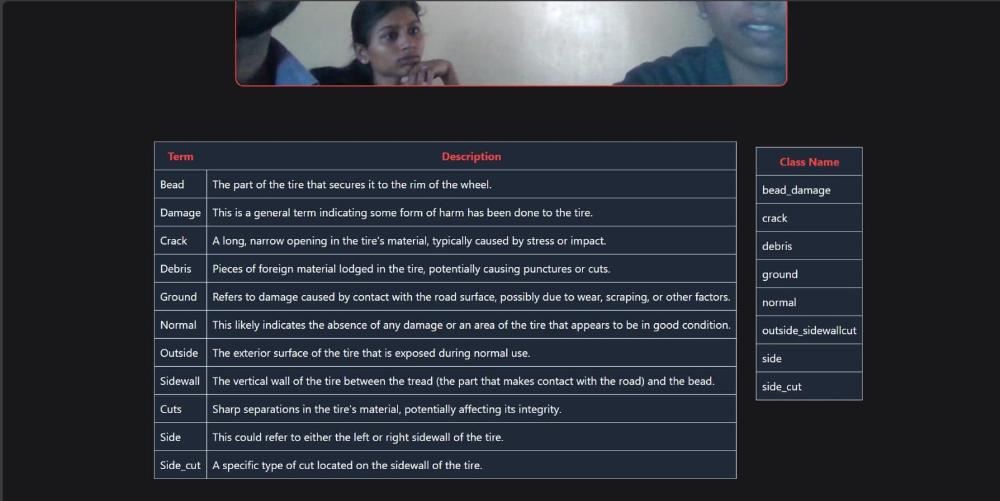 Term Description
Bead The part of the tire that secures it to the rim of the wheel.
Damage This is a general term indicating some form of harm has been done to the tire.
Crack A long, narrow opening in the tire's material, typically caused by stress or impact.
Debris Pieces of foreign material lodged in the tire, potentially causing punctures or cuts.
Ground Refers to damage caused by contact with the road surface, possibly due to wear, scraping, or other factors.
Normal This likely indicates the absence of any damage or an area of the tire that appears to be in good condition.
Outside The exterior surface of the tire that is exposed during normal use.
Sidewall The vertical wall of the tire between the tread (the part that makes contact with the road) and the bead.
Cuts Sharp separations in the tire's material, potentially affecting its integrity.
Side This could refer to either the left or right sidewall of the tire.
Side_cut A specific type of cut located on the sidewall of the tire.
Class Name
bead_damage
crack
debris
ground
normal
outside_sidewallcut
side
side_cut